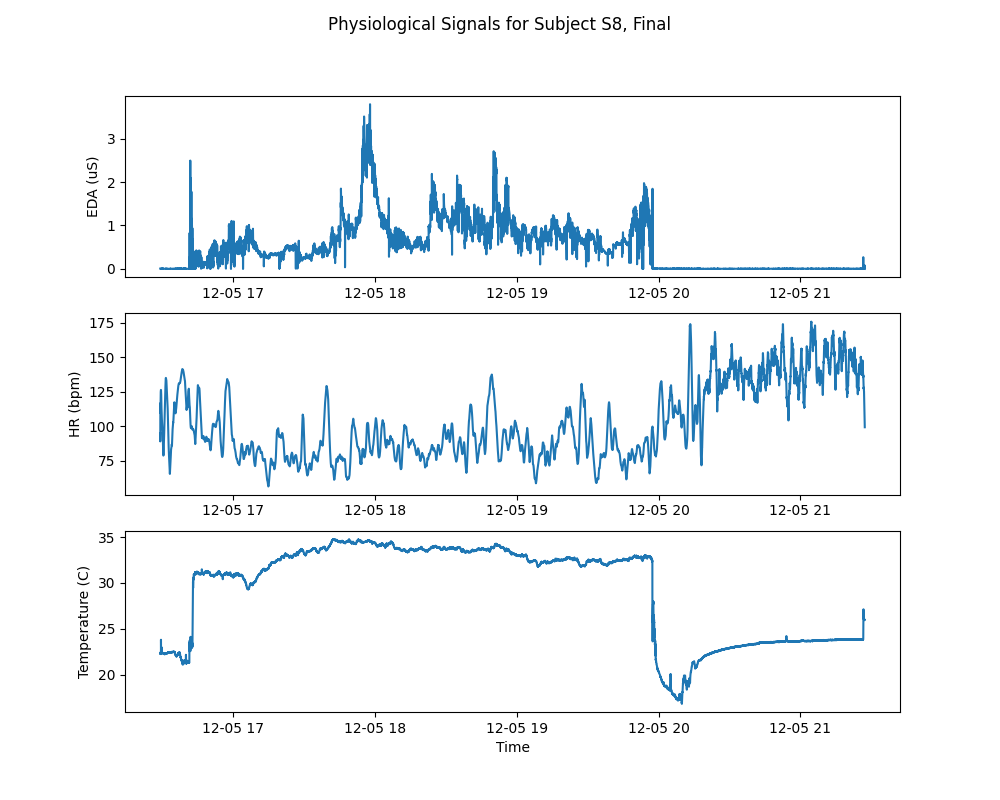 Physiological Signals for Subject S8, Final
EDA (uS)
3
2
1
0
12-05 17 12-05 18 12-05 19 12-05 20 12-05 21
HR (bpm)
175
150
125
100
75
12-05 17 12-05 18 12-05 19 12-05 20 12-05 21
Temperature (C)
35
30
25
20
12-05 17 12-05 18 12-05 19 12-05 20 12-05 21
Time